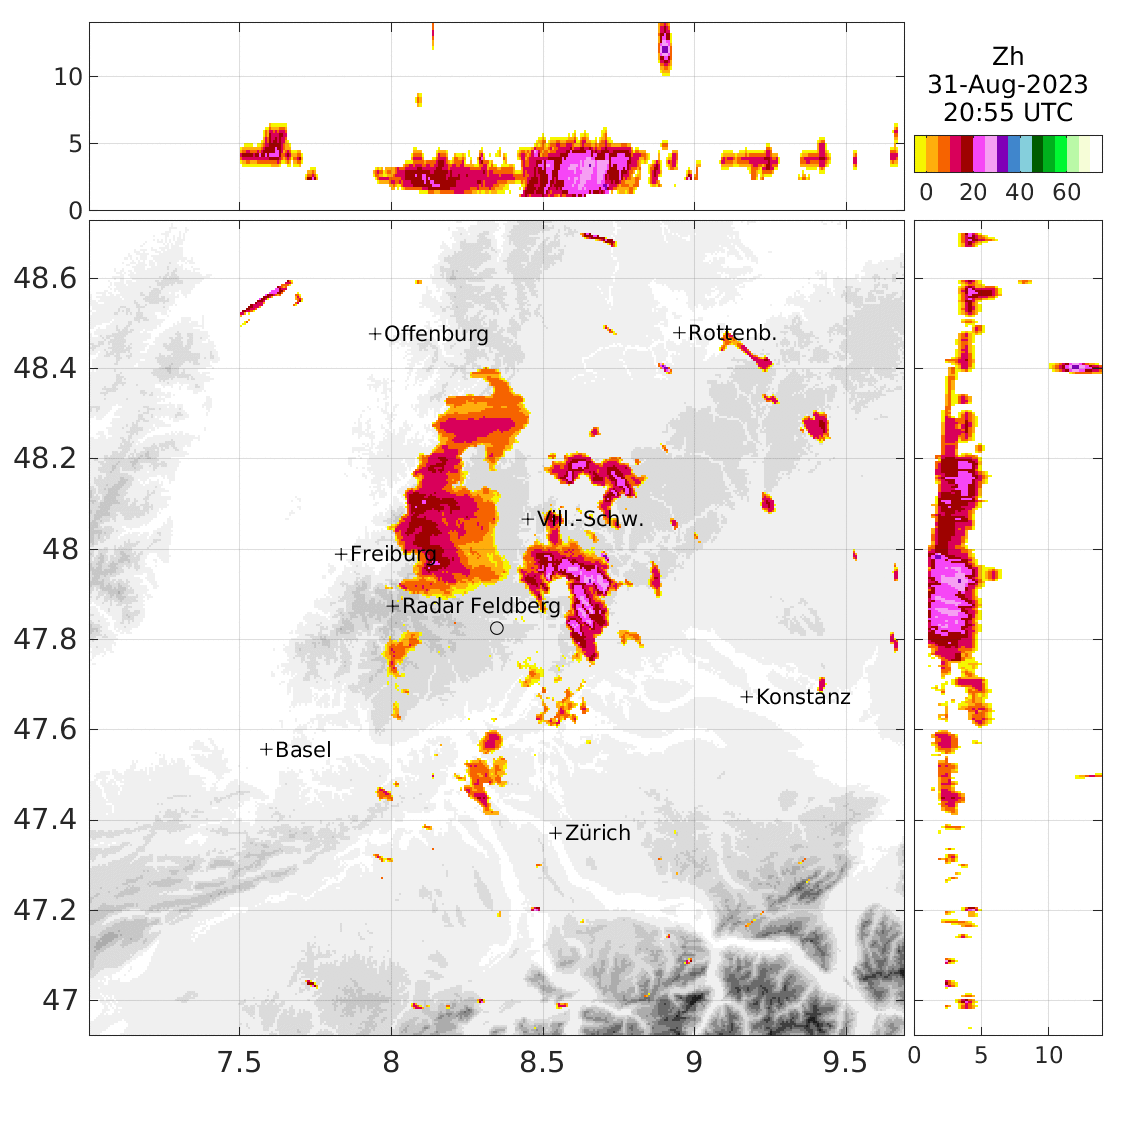 10
5
0
Zh
31-Aug-2023
20:55 UTC
0 20 40 60
48.6
48.4
48.2
48
47.8
47.6
47.4
47.2
47
+Offenburg
+Rottenb.
+Vill.-Schw.
+Freiburg
+Radar Feldberg
+Konstanz
+Basel
+Zürich
7.5 8 8.5 9 9.5
0 5 10